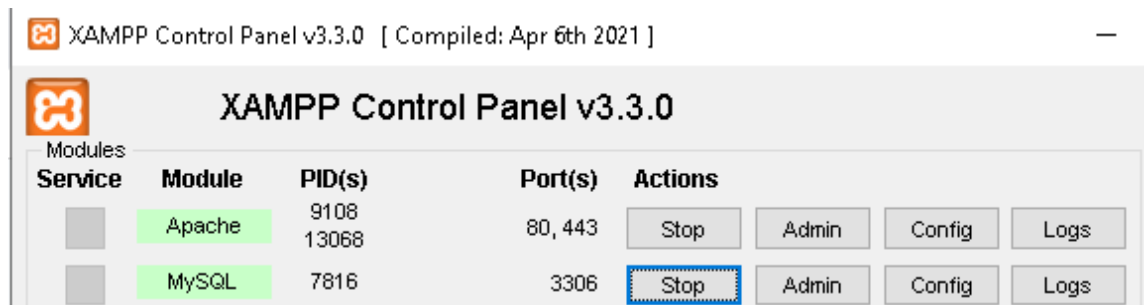 XAMPP Control Panel v3.3.0 [ Compiled: Apr 6th 2021 ]
XAMPP Control Panel v3.3.0
Modules
Service Module PID(s) Port(s) Actions
Apache 9108 13068 80, 443 Stop Admin Config Logs
MySQL 7816 3306 Stop Admin Config Logs